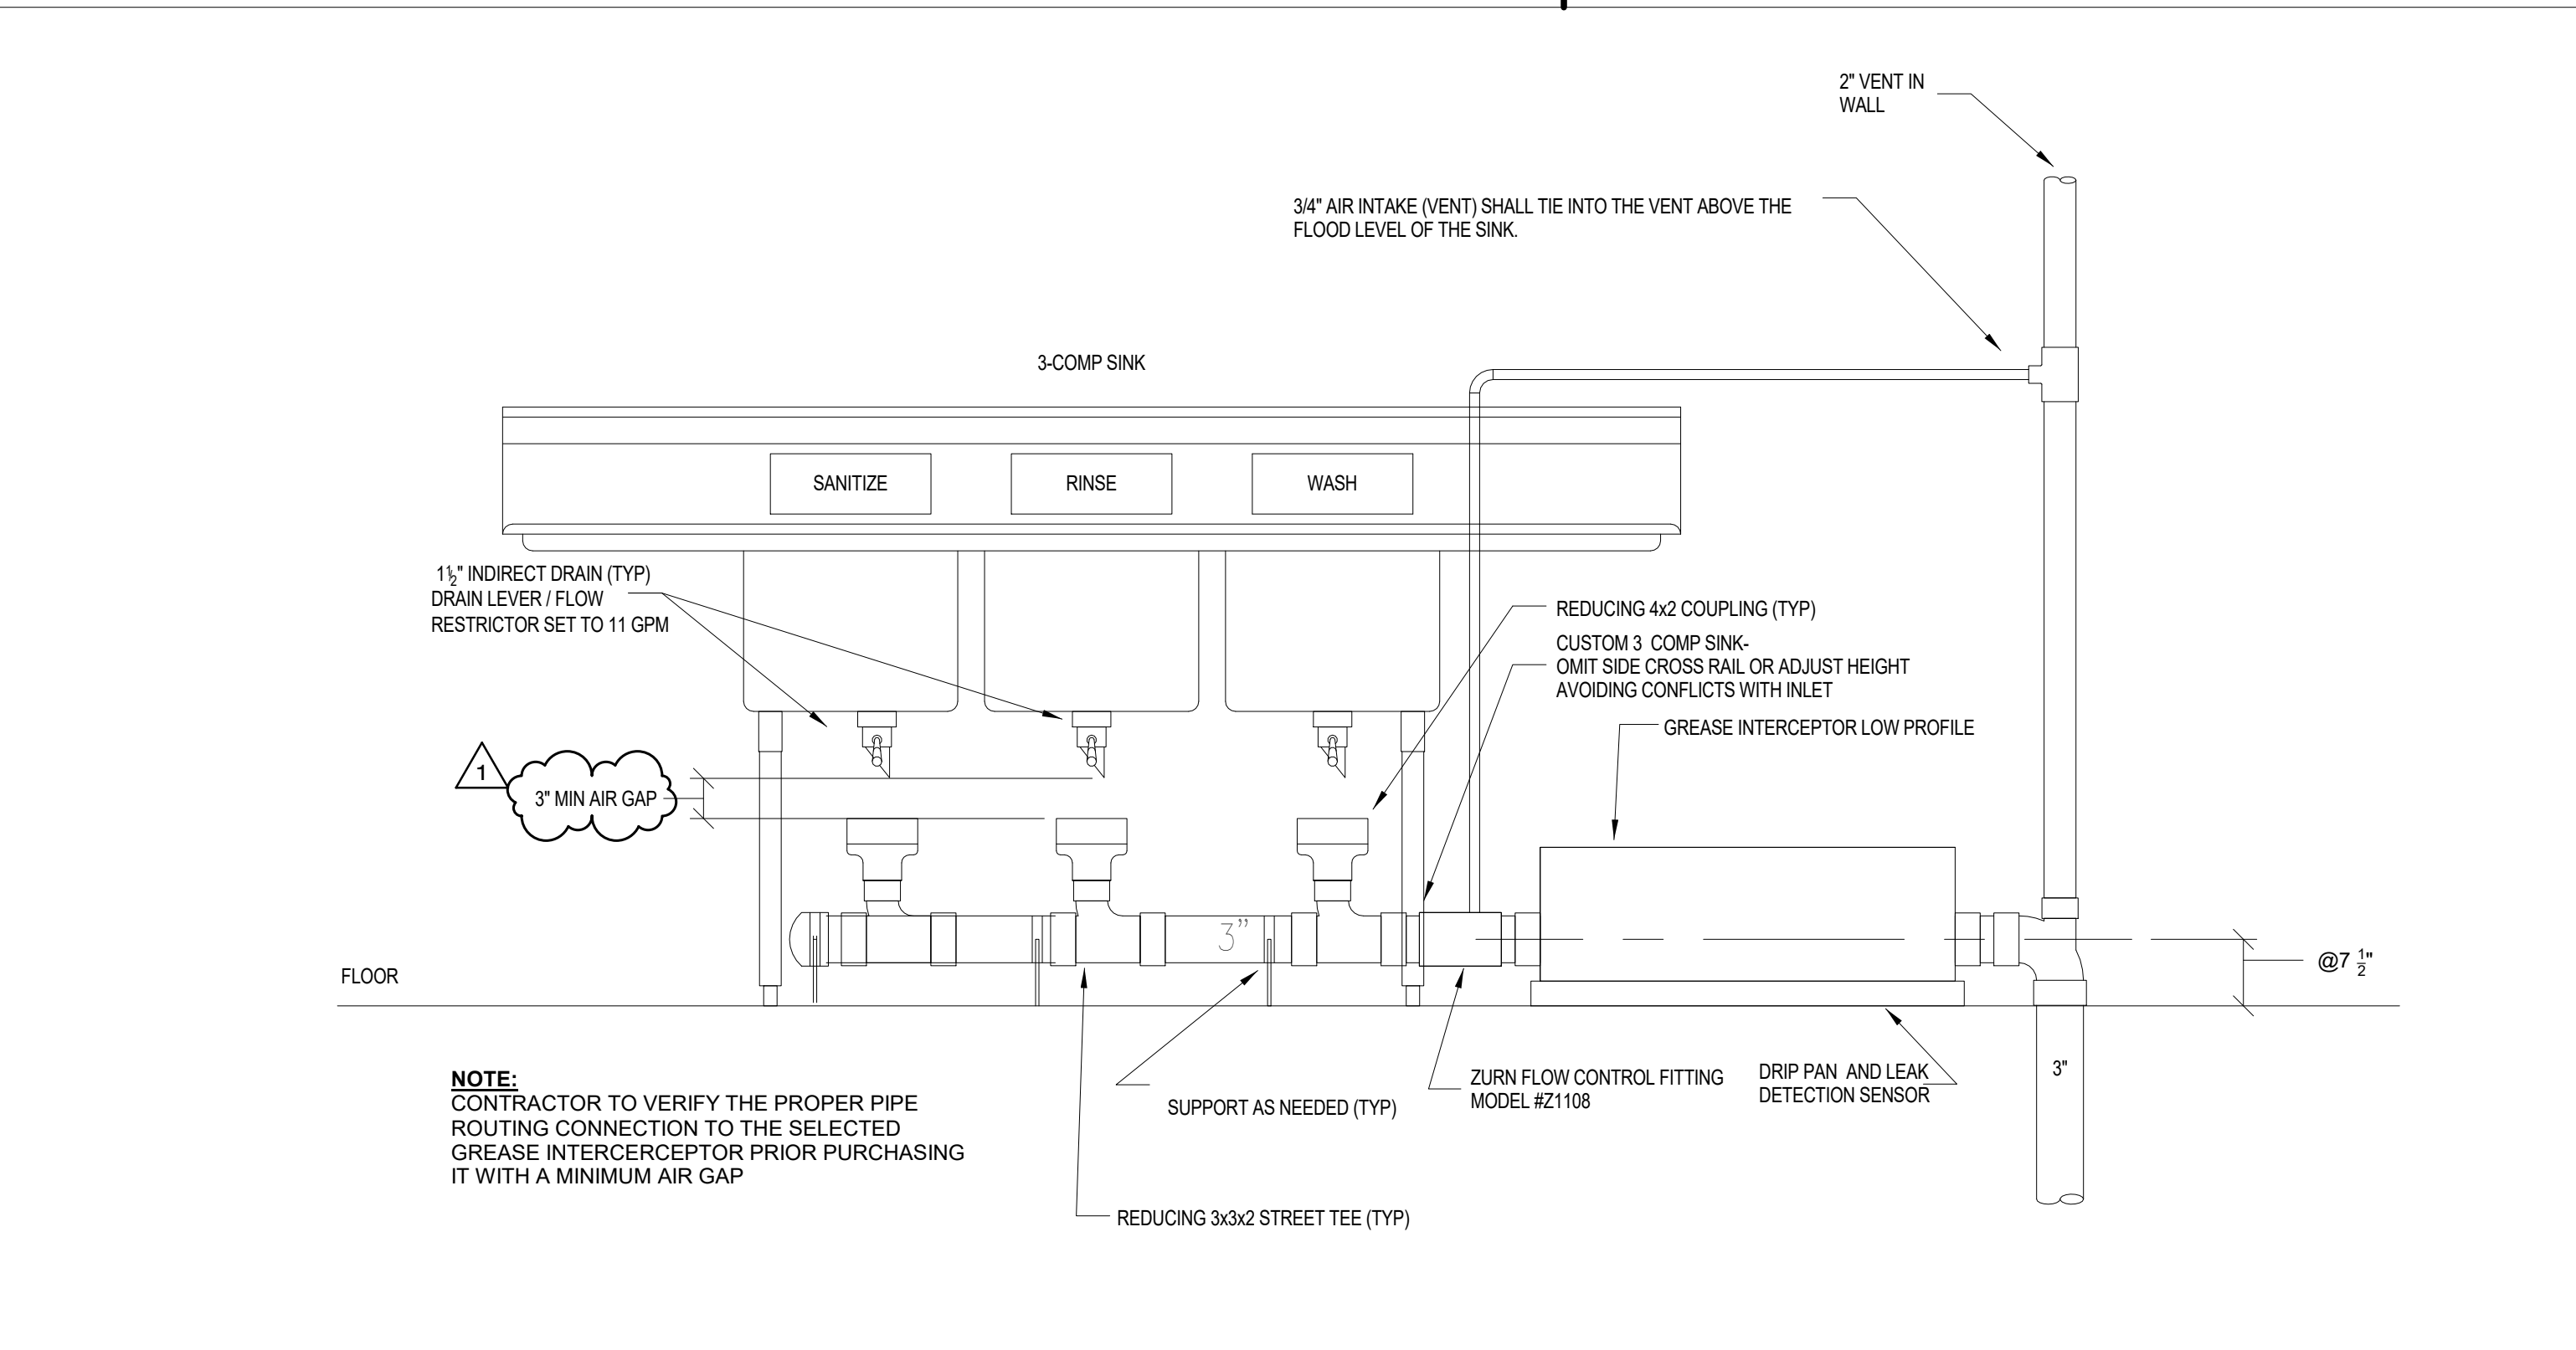 2" VENT IN
WALL
3/4" AIR INTAKE (VENT) SHALL TIE INTO THE VENT ABOVE THE
FLOOD LEVEL OF THE SINK.
3-COMP SINK
SANITIZE
RINSE
WASH
1½" INDIRECT DRAIN (TYP)
DRAIN LEVER / FLOW
RESTRICTOR SET TO 11 GPM
REDUCING 4x2 COUPLING (TYP)
CUSTOM 3 COMP SINK-
OMIT SIDE CROSS RAIL OR ADJUST HEIGHT
AVOIDING CONFLICTS WITH INLET
GREASE INTERCEPTOR LOW PROFILE
1
3" MIN AIR GAP
3”
FLOOR
@7 ½"
3"
NOTE:
CONTRACTOR TO VERIFY THE PROPER PIPE
ROUTING CONNECTION TO THE SELECTED
GREASE INTERCERCEPTOR PRIOR PURCHASING
IT WITH A MINIMUM AIR GAP
SUPPORT AS NEEDED (TYP)
ZURN FLOW CONTROL FITTING
MODEL #Z1108
DRIP PAN AND LEAK
DETECTION SENSOR
REDUCING 3x3x2 STREET TEE (TYP)